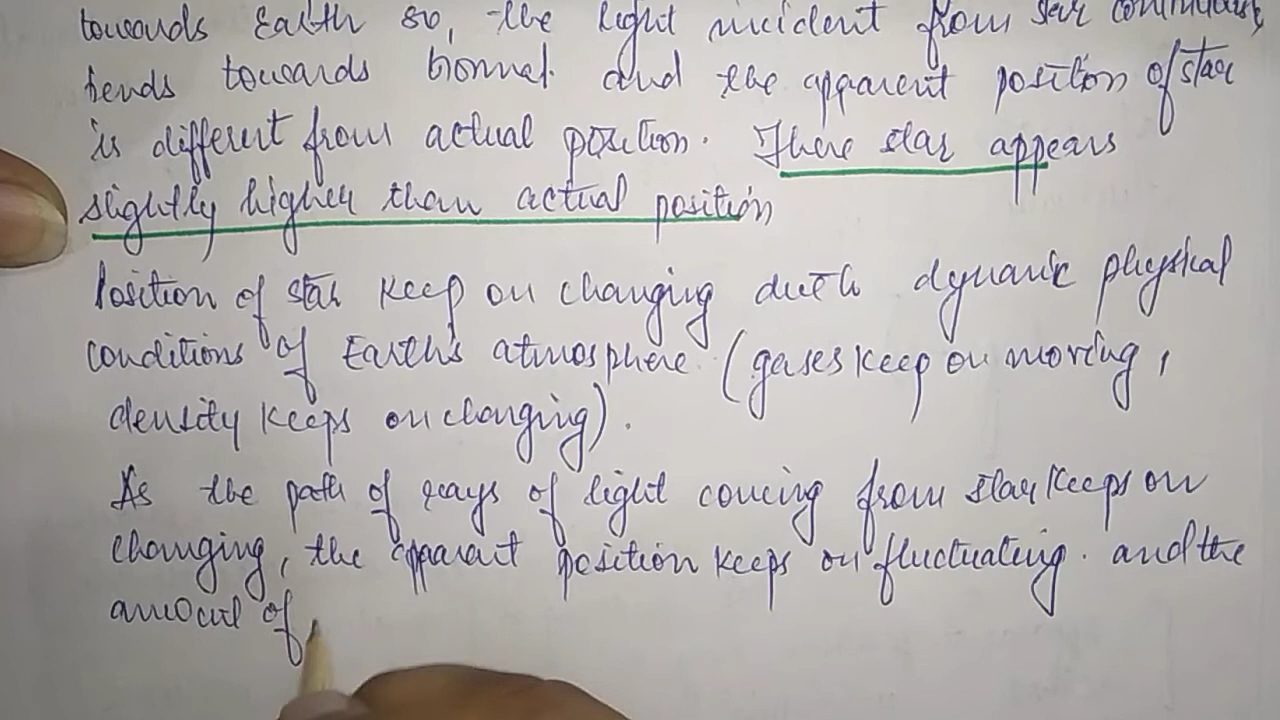 towards Earth so, the light incident from star continuously
bends towards normal. and the apparent position of star
is different from actual position. There star appears
slightly higher than actual position
Position of star keep on changing due to dynamic physical
conditions of Earth's atmosphere (gases keep on moving,
density keeps on changing).
As the path of rays of light coming from star keeps on
changing, the apparent position keeps on fluctuating. and the
amount of